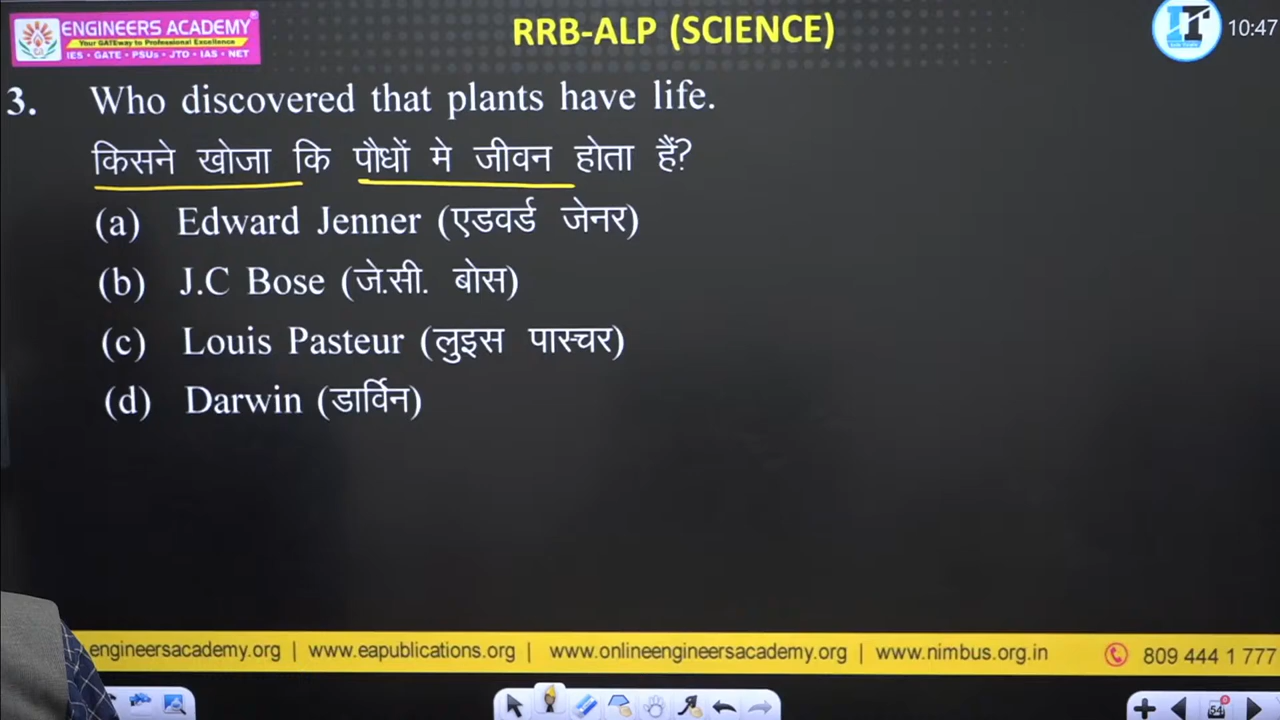 ENGINEERS ACADEMY
Your GATEway to Professional Excellence
IES • GATE • PSUs • JTO • IAS • NET
RRB-ALP (SCIENCE)
10:47
3. Who discovered that plants have life.
किसने खोजा कि पौधों मे जीवन होता हैं?
(a) Edward Jenner (एडवर्ड जेनर)
(b) J.C Bose (जे.सी. बोस)
(c) Louis Pasteur (लुइस पास्चर)
(d) Darwin (डार्विन)
engineersacademy.org | www.eapublications.org | www.onlineengineersacademy.org | www.nimbus.org.in 809 444 1 777
54